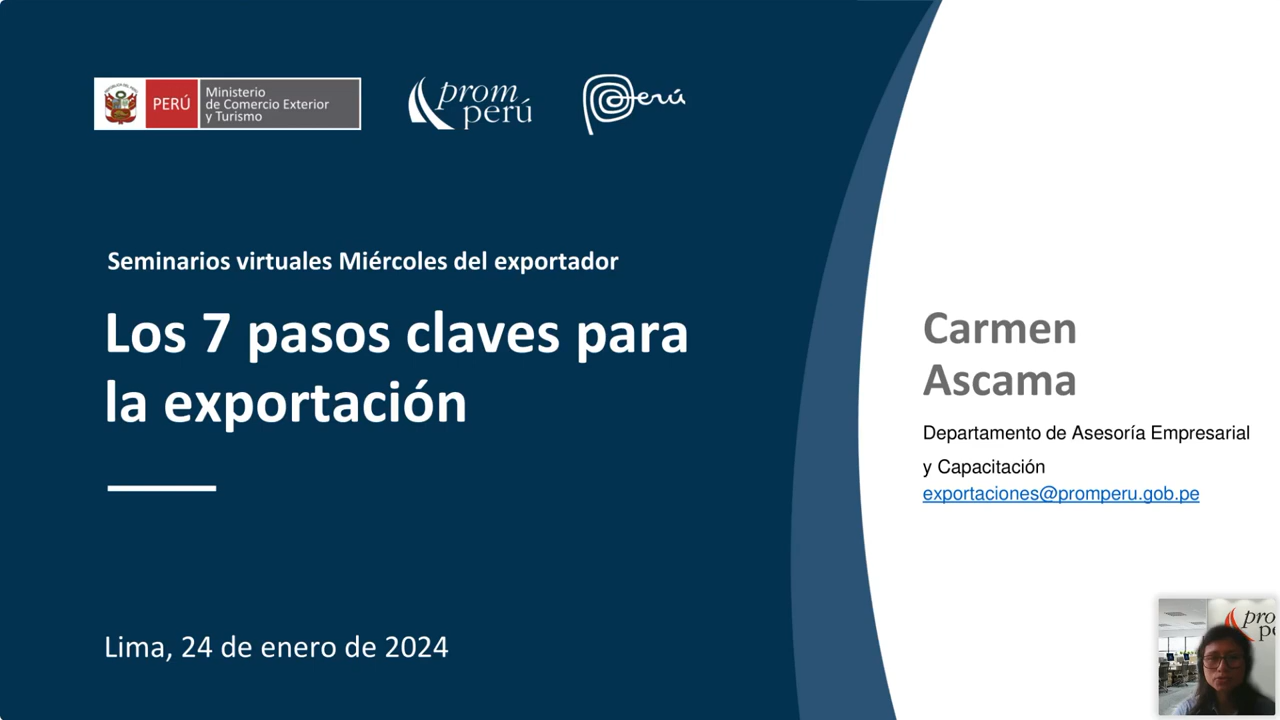 PERÚ
Ministerio
de Comercio Exterior
y Turismo
prom
perú
Perú
Seminarios virtuales Miércoles del exportador
Los 7 pasos claves para
la exportación
Lima, 24 de enero de 2024
Carmen
Ascama
Departamento de Asesoría Empresarial
y Capacitación
exportaciones@promperu.gob.pe
pro
pe